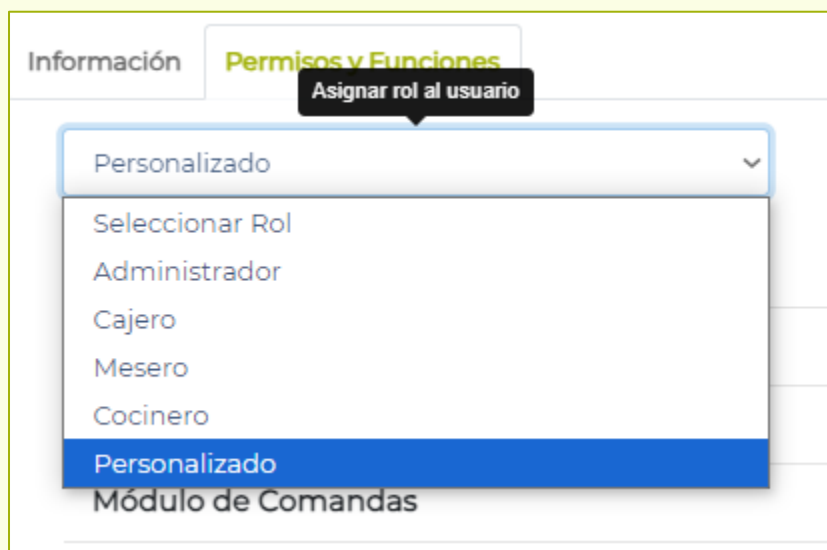 Información Permisos y Funciones
Asignar rol al usuario
Personalizado
Seleccionar Rol
Administrador
Cajero
Mesero
Cocinero
Personalizado
Módulo de Comandas